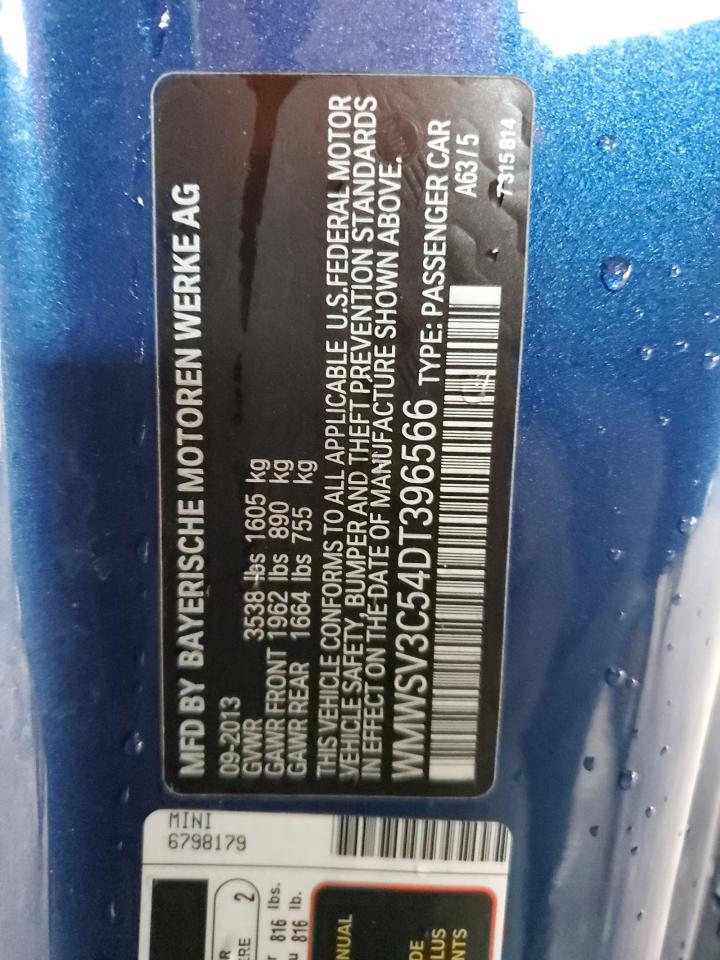 MFD BY BAYERISCHE MOTOREN WERKE AG
09-2013
GVWR 3538 lbs 1605 kg
GAWR FRONT 1962 lbs 890 kg
GAWR REAR 1664 lbs 755 kg
THIS VEHICLE CONFORMS TO ALL APPLICABLE U.S.FEDERAL MOTOR
VEHICLE SAFETY, BUMPER AND THEFT PREVENTION STANDARDS
IN EFFECT ON THE DATE OF MANUFACTURE SHOWN ABOVE.
WMWSV3C54DT396566 TYPE: PASSENGER CAR
A63/5
7315814
MINI
6798179
2
816 lbs.
816 lb.